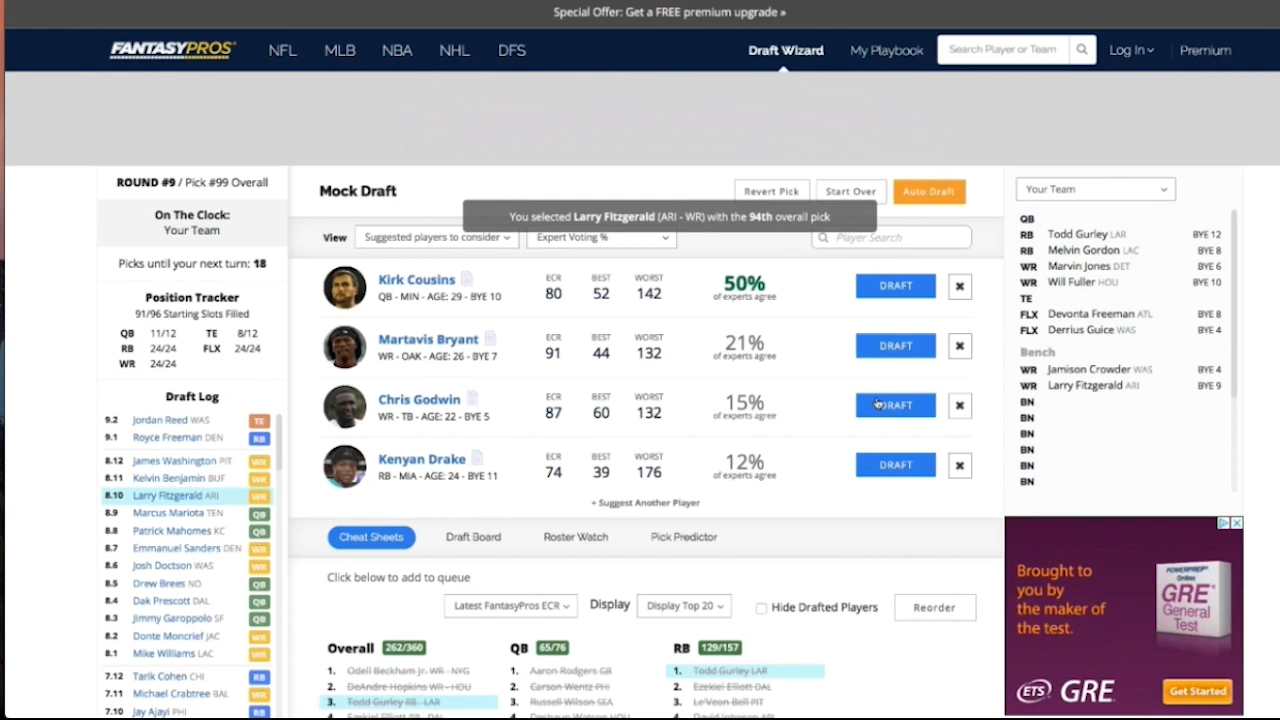 Special Offer: Get a FREE premium upgrade »
FANTASYPROS NFL MLB NBA NHL DFS Draft Wizard My Playbook Search Player or Team Log In Premium
ROUND #9 / Pick #99 Overall
On The Clock:
Your Team
Picks until your next turn: 18
Position Tracker
91/96 Starting Slots Filled
QB 11/12 TE 8/12
RB 24/24 FLX 24/24
WR 24/24
Draft Log
9.2 Jordan Reed WAS TE
9.1 Royce Freeman DEN RB
8.12 James Washington PIT WR
8.11 Kelvin Benjamin BUF WR
8.10 Larry Fitzgerald ARI WR
8.9 Marcus Mariota TEN QB
8.8 Patrick Mahomes KC QB
8.7 Emmanuel Sanders DEN WR
8.6 Josh Doctson WAS WR
8.5 Drew Brees NO QB
8.4 Dak Prescott DAL QB
8.3 Jimmy Garoppolo SF QB
8.2 Donte Moncrief JAC WR
8.1 Mike Williams LAC WR
7.12 Tarik Cohen CHI RB
7.11 Michael Crabtree BAL WR
7.10 Jay Ajayi PHI RB
Mock Draft Revert Pick Start Over Auto Draft
You selected Larry Fitzgerald (ARI - WR) with the 94th overall pick
View Suggested players to consider Expert Voting % Player Search
Kirk Cousins ECR BEST WORST 50% DRAFT
QB - MIN - AGE: 29 - BYE 10 80 52 142 of experts agree
Martavis Bryant ECR BEST WORST 21% DRAFT
WR - OAK - AGE: 26 - BYE 7 91 44 132 of experts agree
Chris Godwin ECR BEST WORST 15% DRAFT
WR - TB - AGE: 22 - BYE 5 87 60 132 of experts agree
Kenyan Drake ECR BEST WORST 12% DRAFT
RB - MIA - AGE: 24 - BYE 11 74 39 176 of experts agree
+ Suggest Another Player
Cheat Sheets Draft Board Roster Watch Pick Predictor
Click below to add to queue
Latest FantasyPros ECR Display Display Top 20 Hide Drafted Players Reorder
Overall 262/360 QB 65/76 RB 129/157
1. Odell Beckham Jr. WR - NYG 1. Aaron Rodgers GB 1. Todd Gurley LAR
2. DeAndre Hopkins WR - HOU 2. Carson Wentz PHI 2. Ezekiel Elliott DAL
3. Todd Gurley RB - LAR 3. Russell Wilson SEA 3. Le'Veon Bell PIT
4. Ezekiel Elliott RB - DAL 4. Deshaun Watson HOU 4. David Johnson ARI
Your Team
QB
RB Todd Gurley LAR BYE 12
RB Melvin Gordon LAC BYE 8
WR Marvin Jones DET BYE 6
WR Will Fuller HOU BYE 10
TE
FLX Devonta Freeman ATL BYE 8
FLX Derrius Guice WAS BYE 4
Bench
WR Jamison Crowder WAS BYE 4
WR Larry Fitzgerald ARI BYE 9
BN
BN
BN
BN
BN
BN
Brought to
you by
the maker of
the test.
POWERPREP
Online
GRE
General
Test
ETS GRE. Get Started